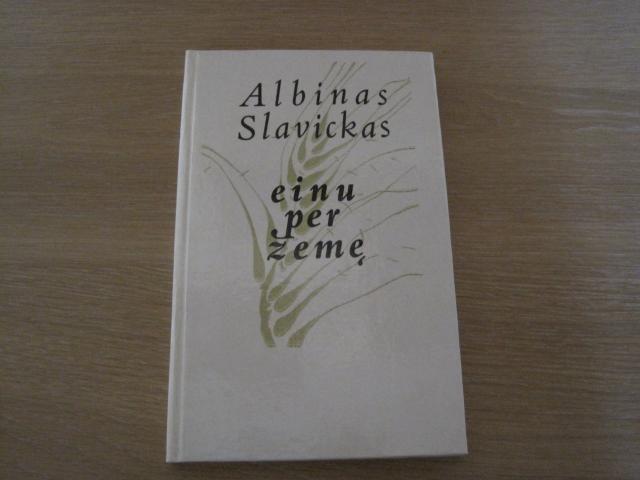 Albinas
Slavickas
einu
per
žemę